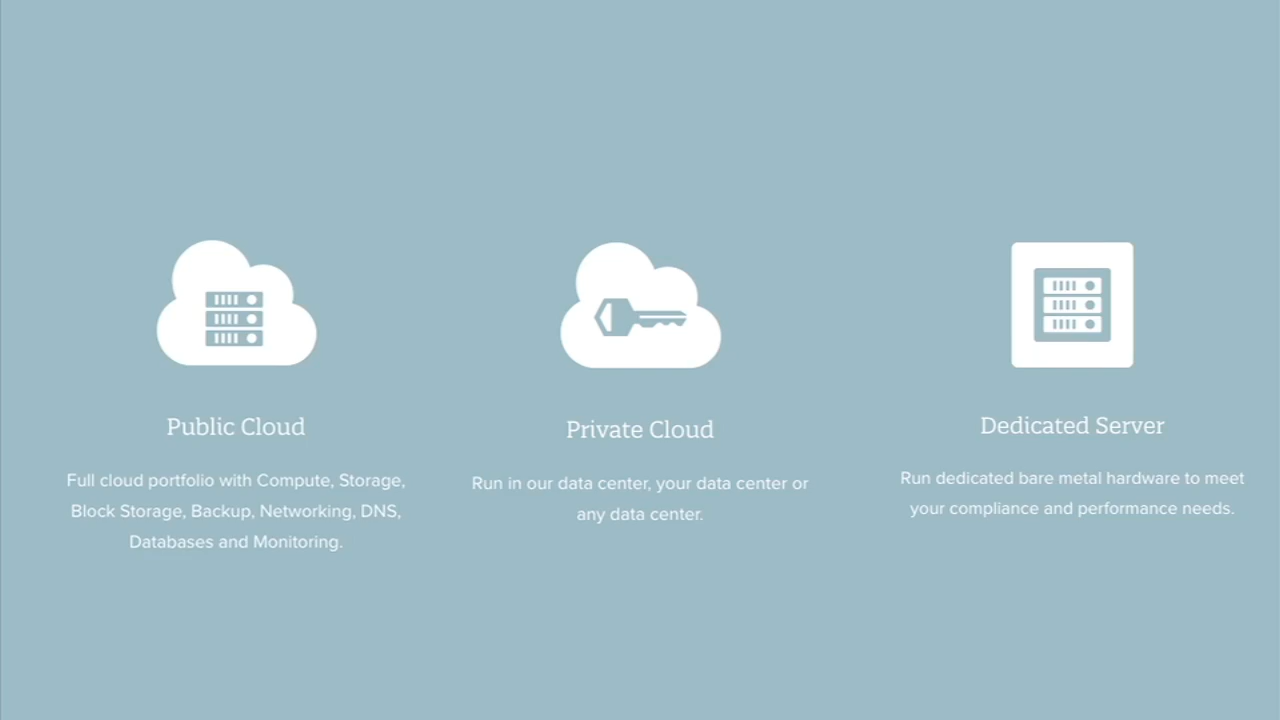 Public Cloud
Full cloud portfolio with Compute, Storage,
Block Storage, Backup, Networking, DNS,
Databases and Monitoring.
Private Cloud
Run in our data center, your data center or
any data center.
Dedicated Server
Run dedicated bare metal hardware to meet
your compliance and performance needs.